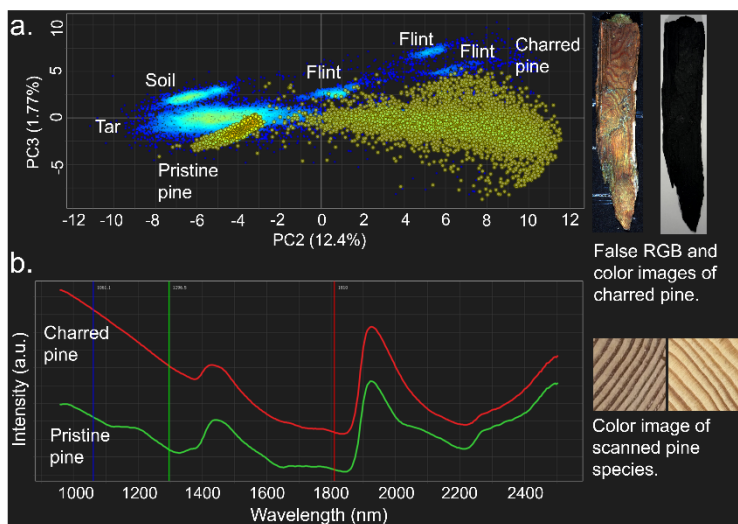 a.
10
5
0
-5
PC3 (1.77%)
Soil
Tar
Pristine
pine
Flint
Flint
Flint
Charred
pine
-12 -10 -8 -6 -4 -2 0 2 4 6 8 10 12
PC2 (12.4%)
False RGB and
color images of
charred pine.
b.
Intensity (a.u.)
Charred
pine
Pristine
pine
1810
1000 1200 1400 1600 1800 2000 2200 2400
Wavelength (nm)
Color image of
scanned pine
species.